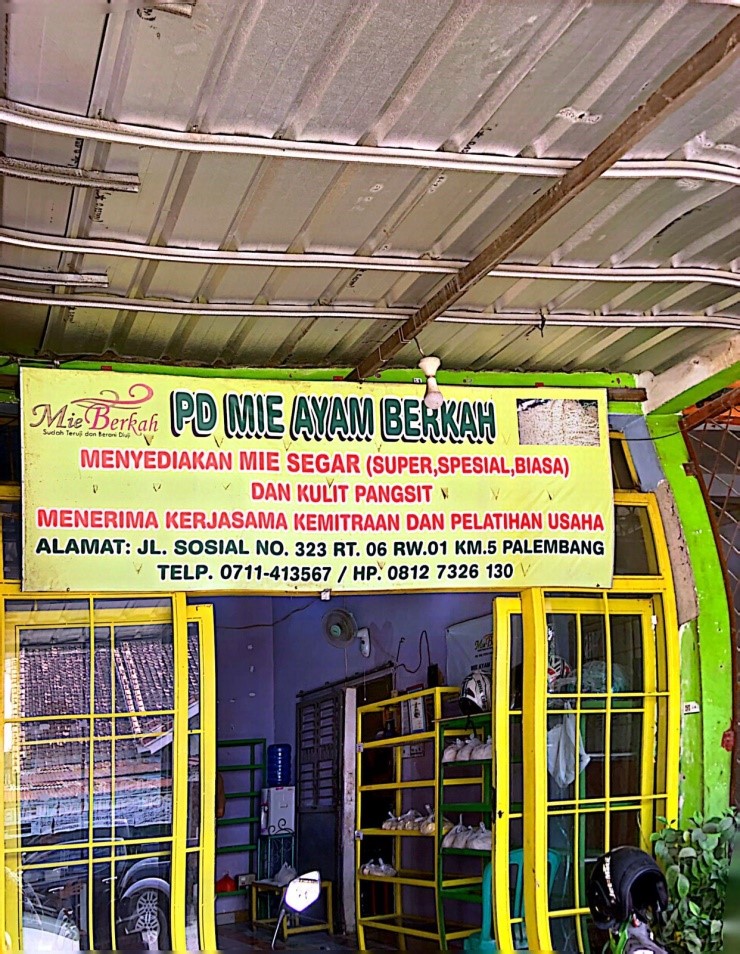 Mie Berkah
Sudah Teruji dan Berani Diuji
PD MIE AYAM BERKAH
MENYEDIAKAN MIE SEGAR (SUPER,SPESIAL,BIASA)
DAN KULIT PANGSIT
MENERIMA KERJASAMA KEMITRAAN DAN PELATIHAN USAHA
ALAMAT: JL. SOSIAL NO. 323 RT. 06 RW.01 KM.5 PALEMBANG
TELP. 0711-413567 / HP. 0812 7326 130